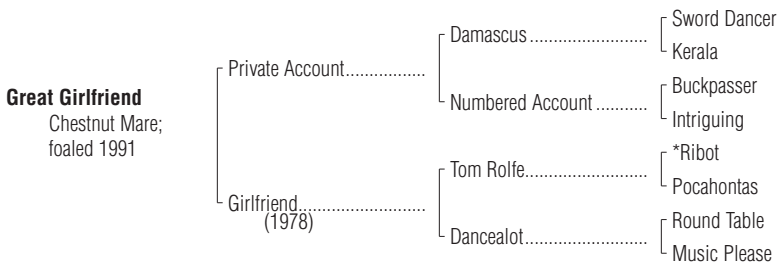 Great Girlfriend
Chestnut Mare;
foaled 1991
Private Account.................
Girlfriend..........................
(1978)
Damascus........................
Numbered Account...........
Tom Rolfe.........................
Dancealot.........................
Sword Dancer
Kerala
Buckpasser
Intriguing
*Ribot
Pocahontas
Round Table
Music Please